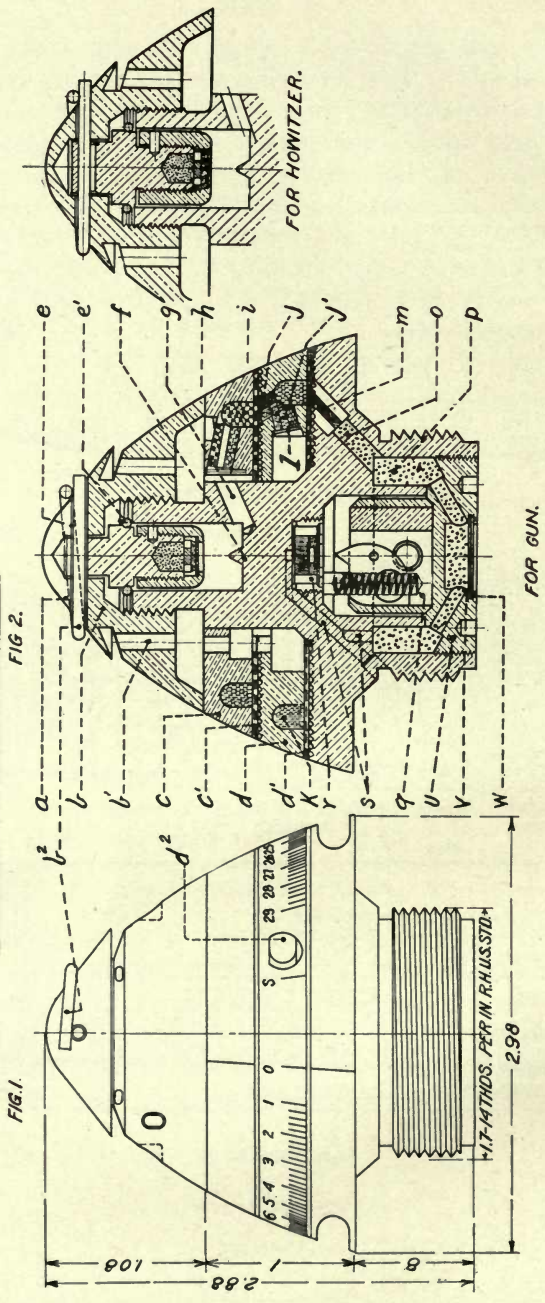 FIG.1.
b²
O
d²
6 5 4 3 2 1 0 S 29 28 27 26 25
1.08
2.88
1
.8
1.7-14 THDS. PER IN. R.H. U.S. STD.
2.98
FIG 2.
a
b
b'
c
c'
d
d'
k
r
s
q
u
v
w
e
e'
f
g
h
i
j
j'
1
m
o
p
FOR GUN.
FOR HOWITZER.